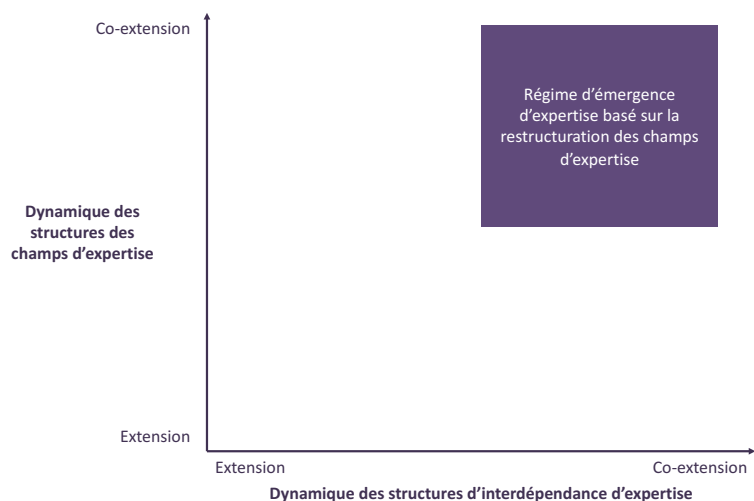 Co-extension
Régime d’émergence
d’expertise basé sur la
restructuration des champs
d’expertise
Dynamique des
structures des
champs d’expertise
Extension
Extension
Co-extension
Dynamique des structures d’interdépendance d’expertise